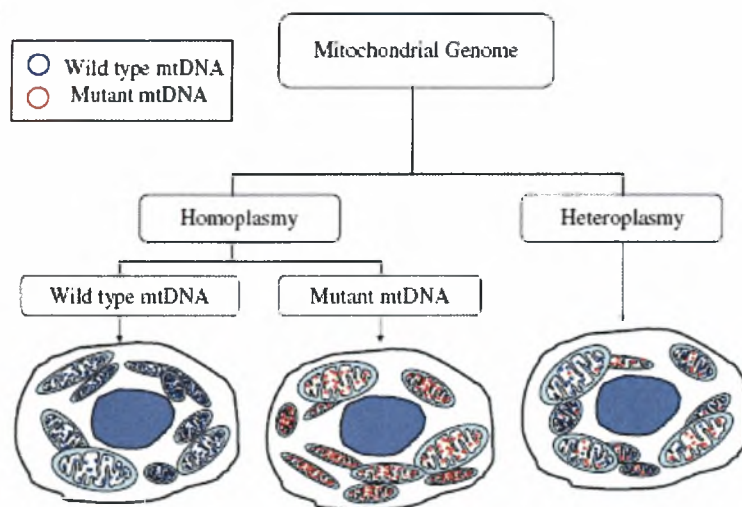 Mitochondrial Genome
Wild type mtDNA
Mutant mtDNA
Homoplasmy
Heteroplasmy
Wild type mtDNA
Mutant mtDNA